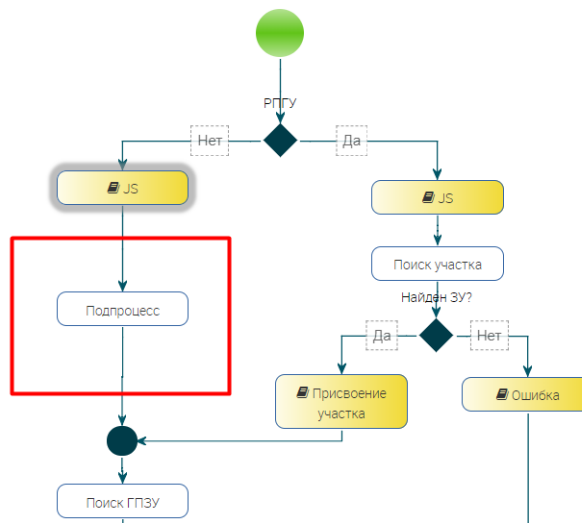 РПГУ
Нет
Да
JS
JS
Поиск участка
Подпроцесс
Найден ЗУ?
Да
Нет
Присвоение
участка
Ошибка
Поиск ГПЗУ